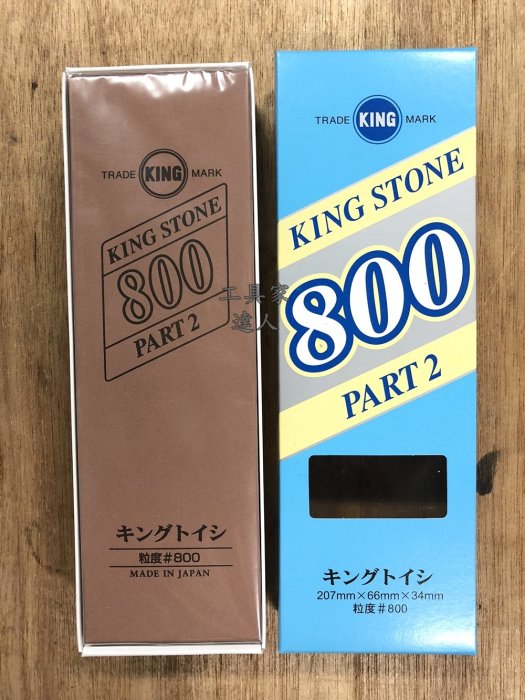 TRADE KING MARK
KING STONE
800
PART 2
キングトイシ
粒度#800
MADE IN JAPAN
TRADE KING MARK
KING STONE
800
PART 2
キングトイシ
207mm×66mm×34mm
粒度#800
工具家
達人